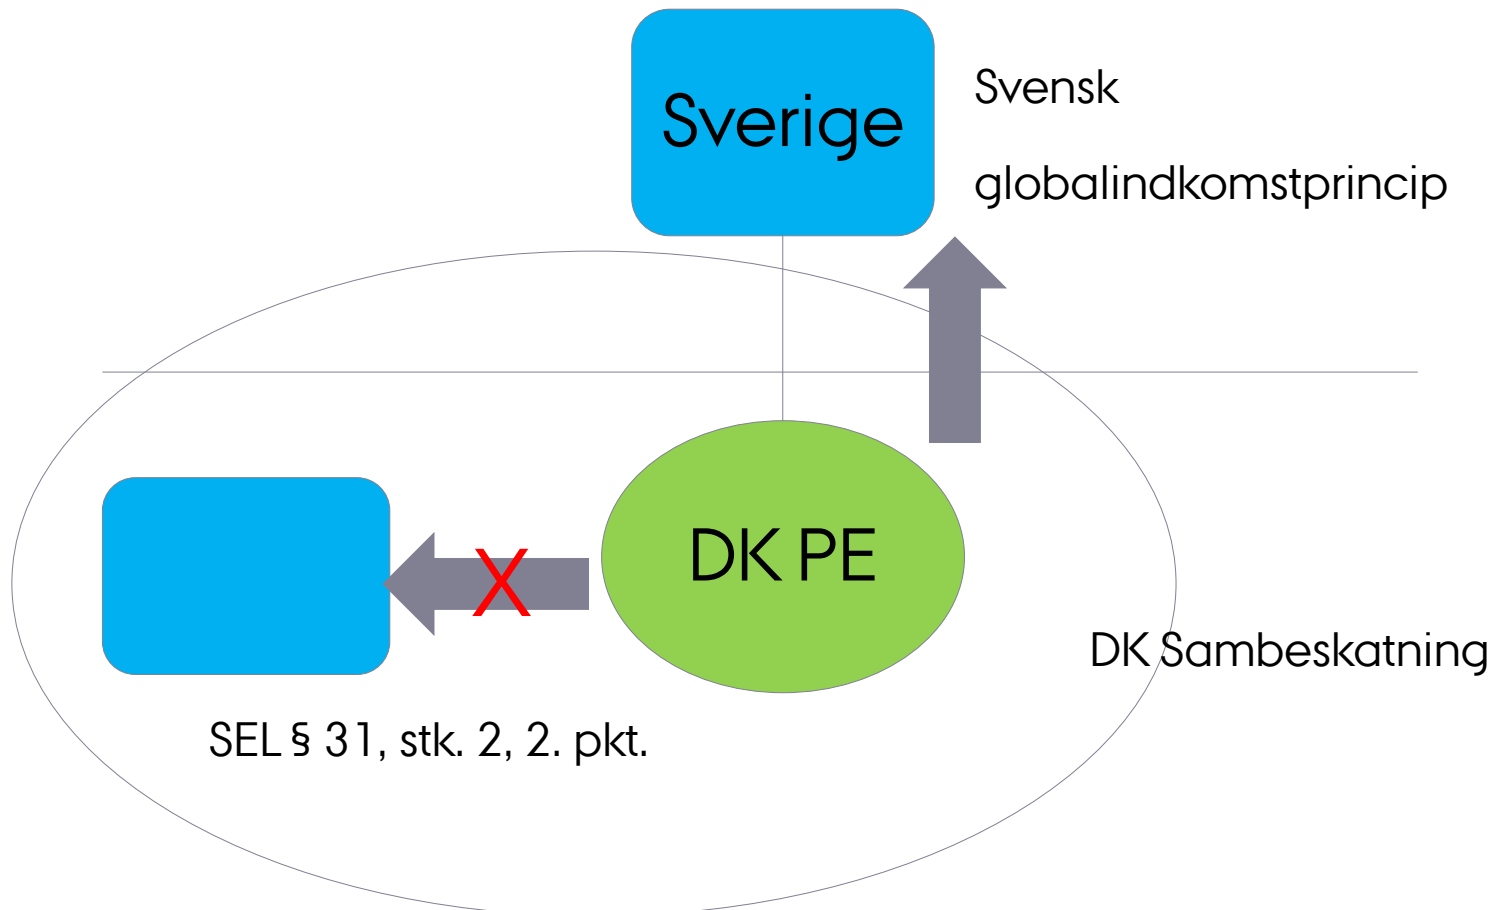 Sverige
Svensk
globalindkomstprincip
DK PE
X
DK Sambeskatning
SEL § 31, stk. 2, 2. pkt.